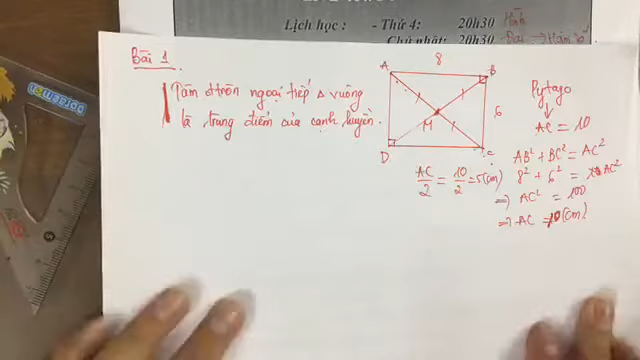 Lịch học : - Thứ 4: 20h30 Hình
Chủ nhật: 20h30 Đại →
Bài 1
Tâm đtròn ngoại tiếp Δ vuông
là trung điểm của cạnh huyền.
A 8 B
6
M
D C
AC/2 = 10/2 = 5(cm)
Pytago
↓
AC = 10
AB² + BC² = AC²
8² + 6² = AC²
⇒ AC² = 100
⇒ AC = 10(cm)